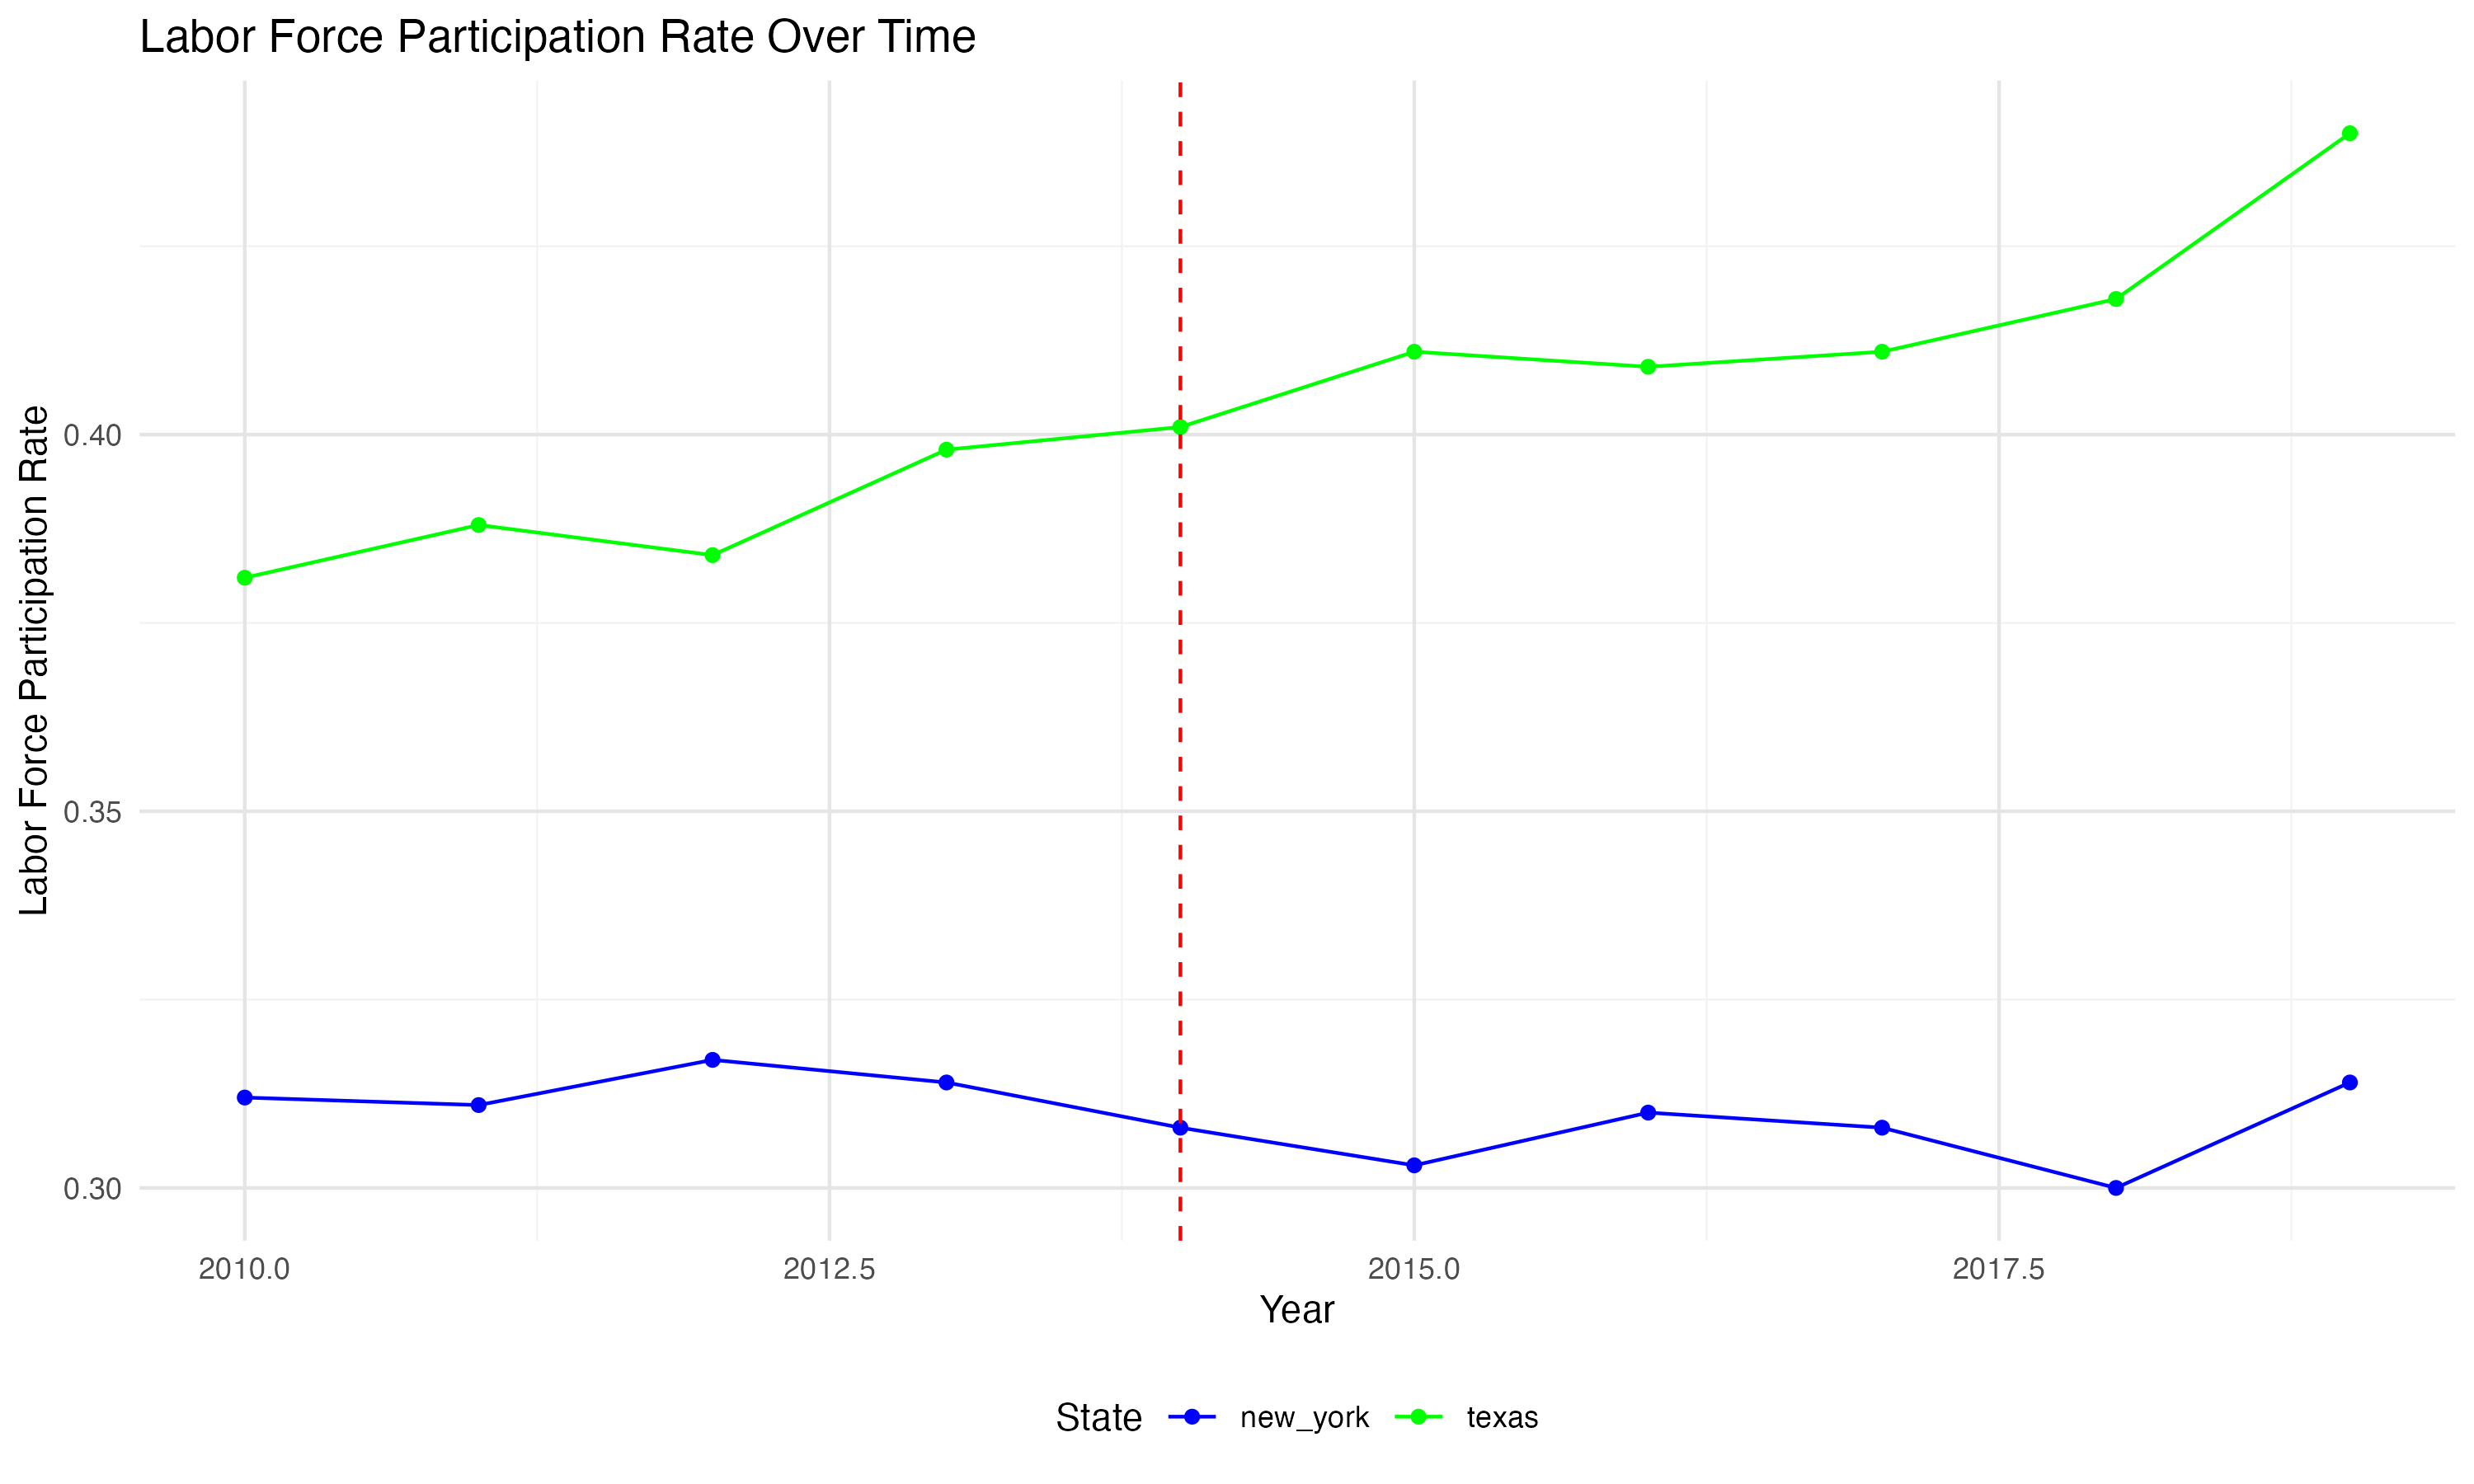 Labor Force Participation Rate Over Time
Labor Force Participation Rate
0.40
0.35
0.30
2010.0 2012.5 2015.0 2017.5
Year
State new_york texas